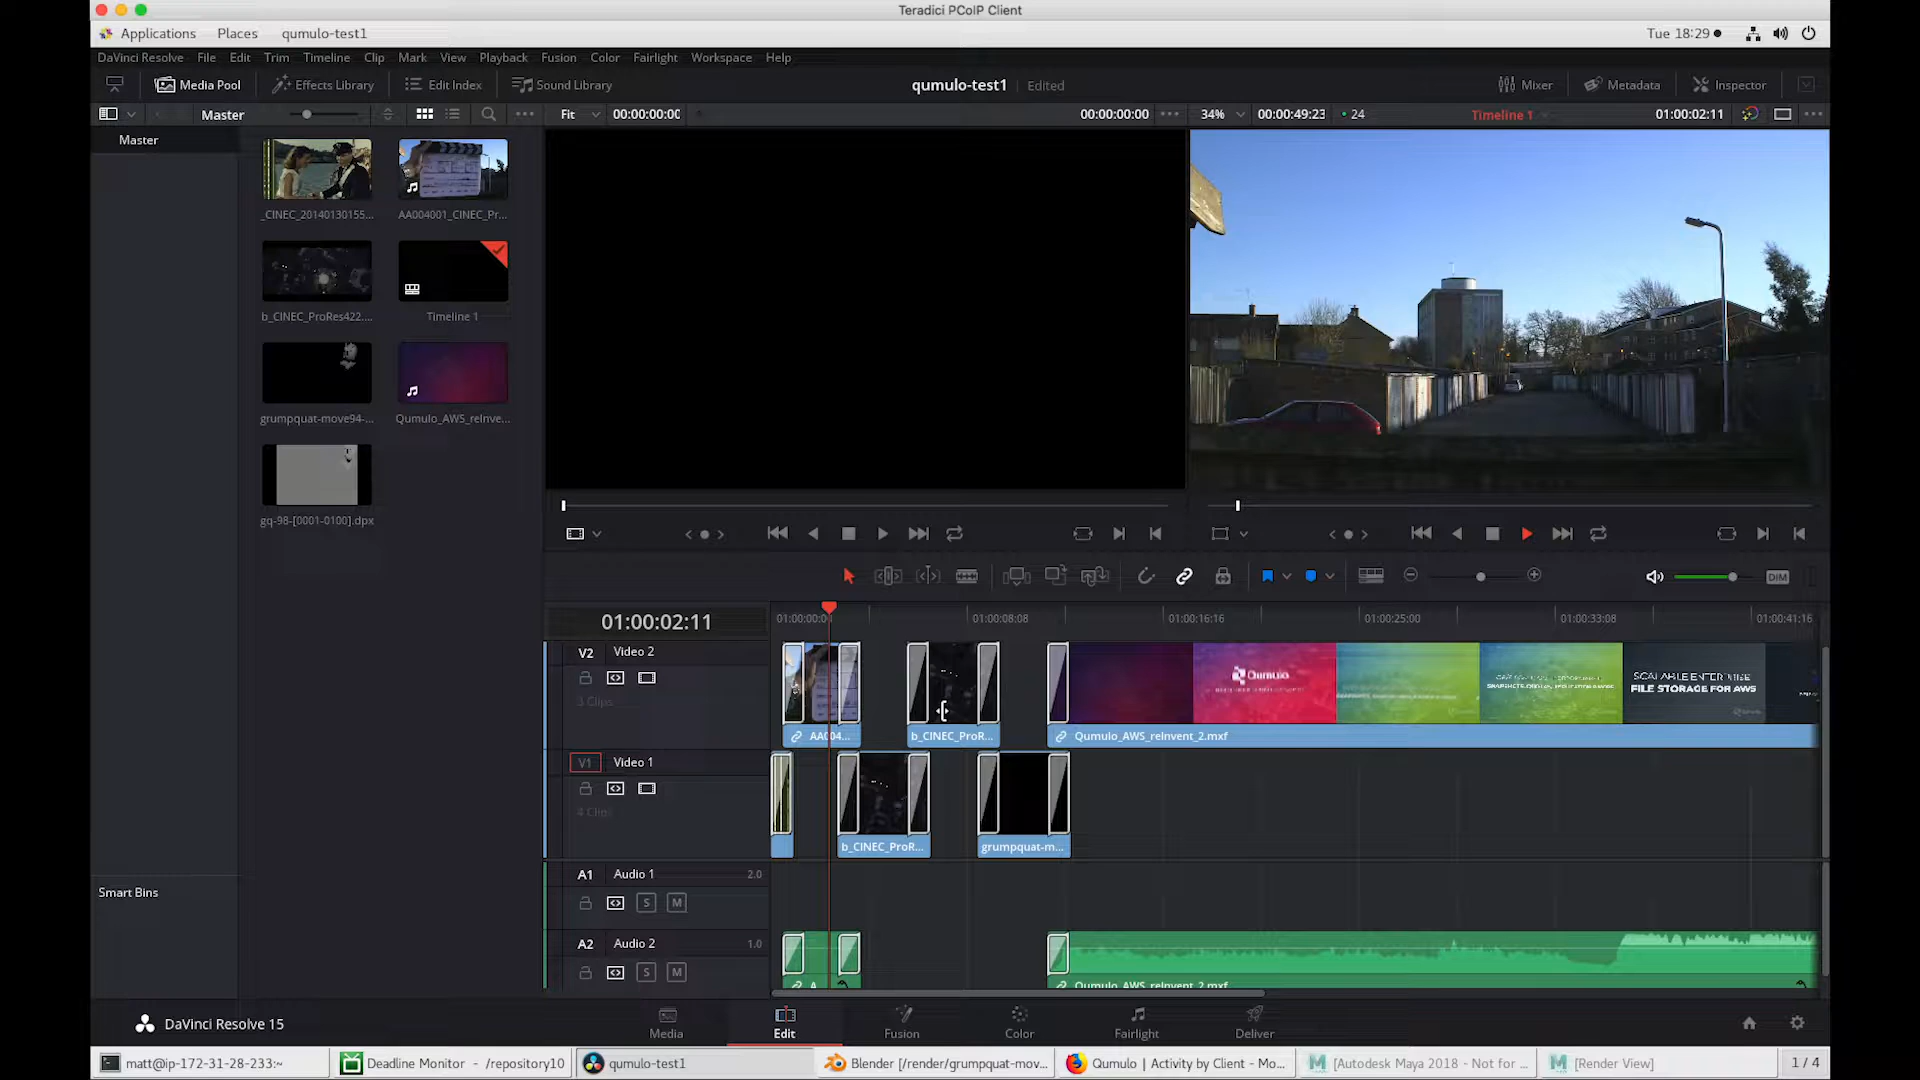 Teradici PCoIP Client
Applications Places qumulo-test1 Tue 18:29
DaVinci Resolve File Edit Trim Timeline Clip Mark View Playback Fusion Color Fairlight Workspace Help
Media Pool Effects Library Edit Index Sound Library qumulo-test1 Edited Mixer Metadata Inspector
Master Fit 00:00:00:00 00:00:00:00 34% 00:00:49:23 24 Timeline 1 01:00:02:11
Master
_CINEC_20140130155... AA004001_CINEC_Pr...
b_CINEC_ProRes422.... Timeline 1
grumpquat-move94-... Qumulo_AWS_reInve...
gq-98-[0001-0100].dpx
DIM
01:00:02:11 01:00:00:0 01:00:08:08 01:00:16:16 01:00:25:00 01:00:33:08 01:00:41:16
V2 Video 2
3 Clips
Qumulo
SCALABLE ENTERPRISE
FILE STORAGE FOR AWS
AA004... b_CINEC_ProR... Qumulo_AWS_reInvent_2.mxf
V1 Video 1
4 Clips
b_CINEC_ProR... grumpquat-m...
A1 Audio 1 2.0
S M
Smart Bins
A2 Audio 2 1.0
S M
A Qumulo_AWS_reInvent_2.mxf
DaVinci Resolve 15 Media Edit Fusion Color Fairlight Deliver
matt@ip-172-31-28-233:~ Deadline Monitor - /repository10 qumulo-test1 Blender [/render/grumpquat-mov... Qumulo | Activity by Client - Mo... [Autodesk Maya 2018 - Not for ... [Render View] 1 / 4